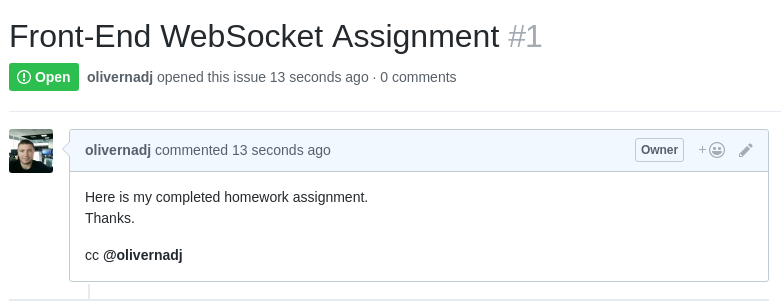 Front-End WebSocket Assignment #1
Open olivernadj opened this issue 13 seconds ago · 0 comments
olivernadj commented 13 seconds ago Owner +
Here is my completed homework assignment.
Thanks.
cc @olivernadj